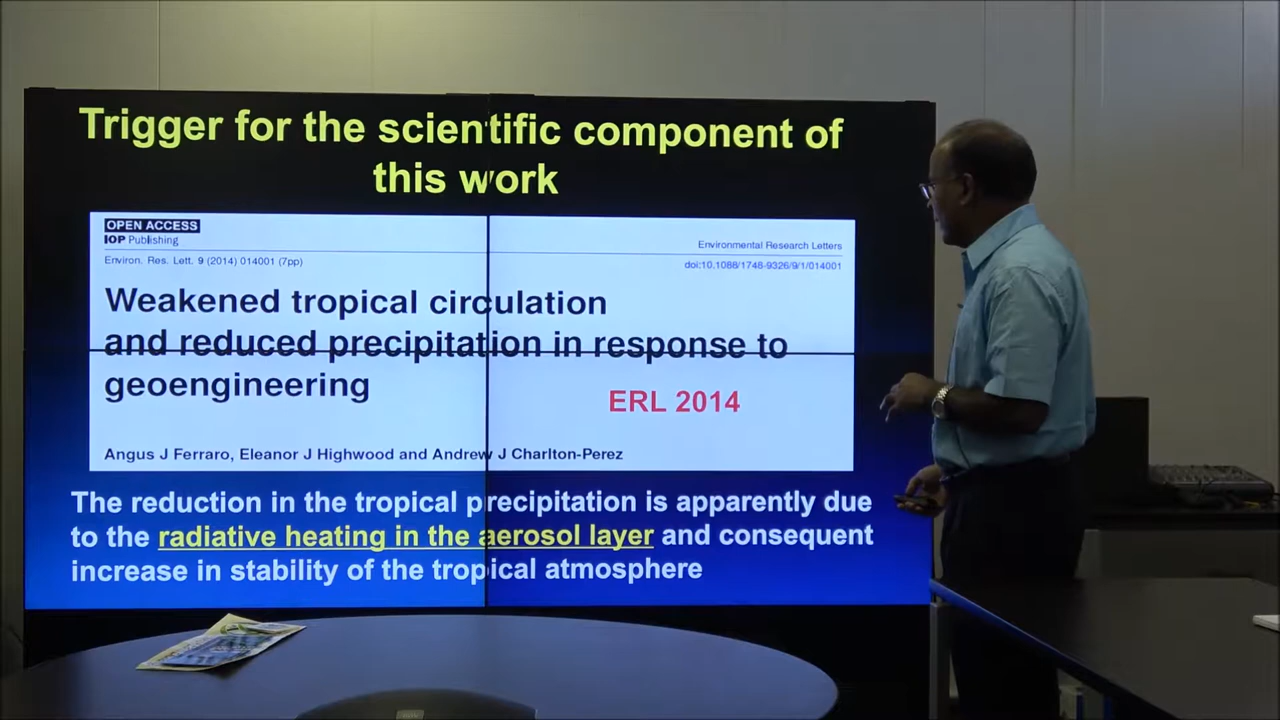 Trigger for the scientific component of
this work
OPEN ACCESS
IOP Publishing
Environmental Research Letters
Environ. Res. Lett. 9 (2014) 014001 (7pp)
doi:10.1088/1748-9326/9/1/014001
Weakened tropical circulation
and reduced precipitation in response to
geoengineering
ERL 2014
Angus J Ferraro, Eleanor J Highwood and Andrew J Charlton-Perez
The reduction in the tropical precipitation is apparently due
to the radiative heating in the aerosol layer and consequent
increase in stability of the tropical atmosphere